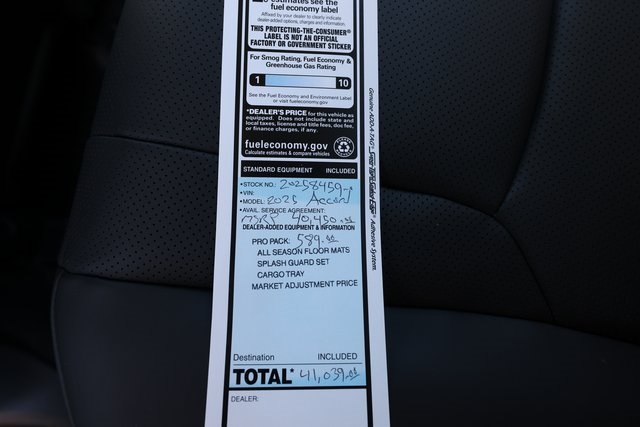 estimates see the
fuel economy label
Affixed by your dealer to clearly indicate
dealer-added options, charges and information.
THIS PROTECTING-THE-CONSUMER®
LABEL IS NOT AN OFFICIAL
FACTORY OR GOVERNMENT STICKER
For Smog Rating, Fuel Economy &
Greenhouse Gas Rating
1 10
See the Fuel Economy and Environment Label
or visit fueleconomy.gov
*DEALER'S PRICE for this vehicle as
equipped. Does not include state and
local taxes, license and title fees, doc fee,
or finance charges, if any.
fueleconomy.gov
Calculate estimates & compare vehicles
STANDARD EQUIPMENT INCLUDED
•STOCK NO.: 20258459
•VIN:
•MODEL: 2025 Accord
•AVAIL. SERVICE AGREEMENT:
MSRP 40,450.00
DEALER-ADDED EQUIPMENT & INFORMATION
PRO PACK: 589.00
ALL SEASON FLOOR MATS
SPLASH GUARD SET
CARGO TRAY
MARKET ADJUSTMENT PRICE
Destination INCLUDED
TOTAL* 41,039.00
DEALER:
Genuine ADD-A-TAG
Adhesive System